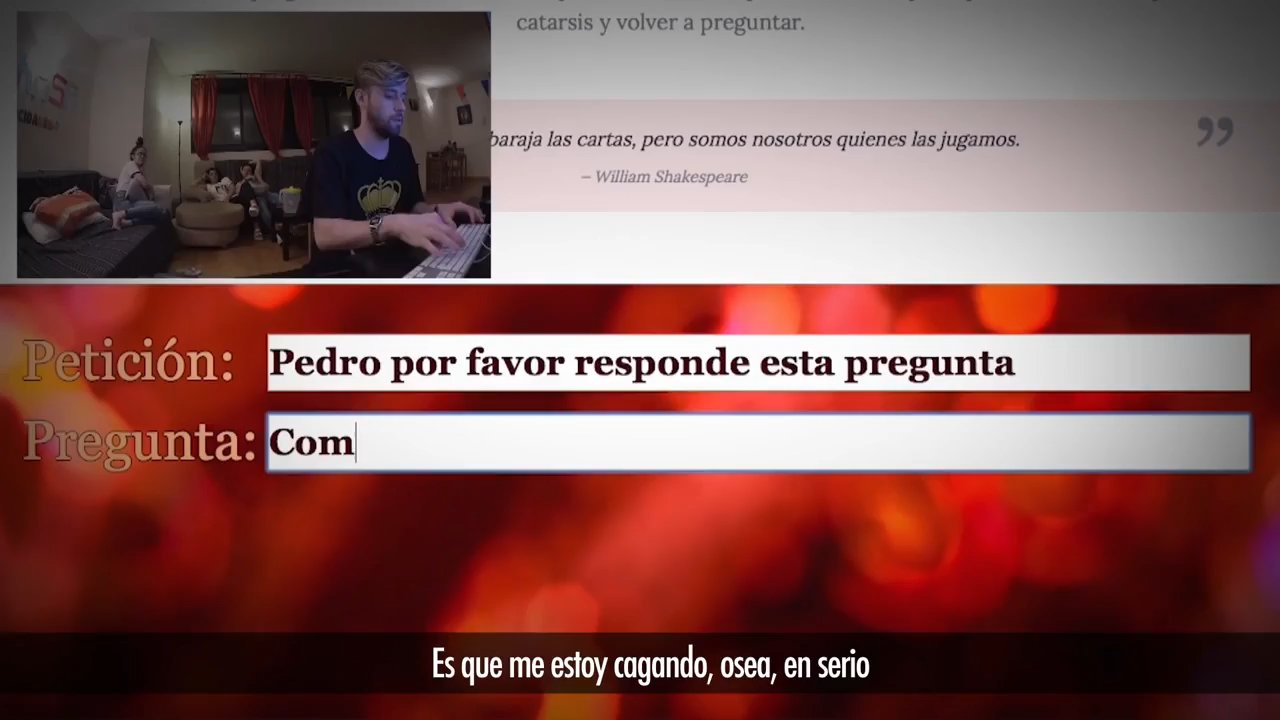 catarsis y volver a preguntar.
baraja las cartas, pero somos nosotros quienes las jugamos.
”
– William Shakespeare
Petición: Pedro por favor responde esta pregunta
Pregunta: Com
Es que me estoy cagando, osea, en serio